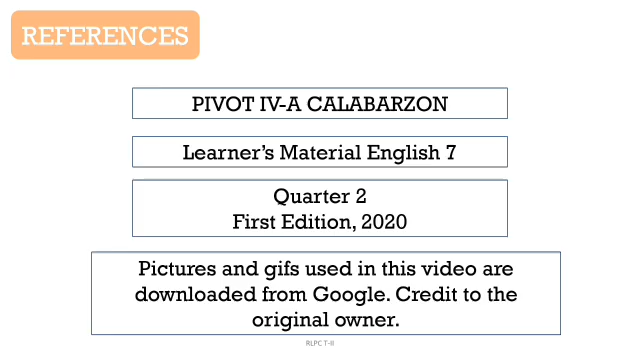 REFERENCES
PIVOT IV-A CALABARZON
Learner's Material English 7
Quarter 2
First Edition, 2020
Pictures and gifs used in this video are
downloaded from Google. Credit to the
original owner.
RLPC T-II